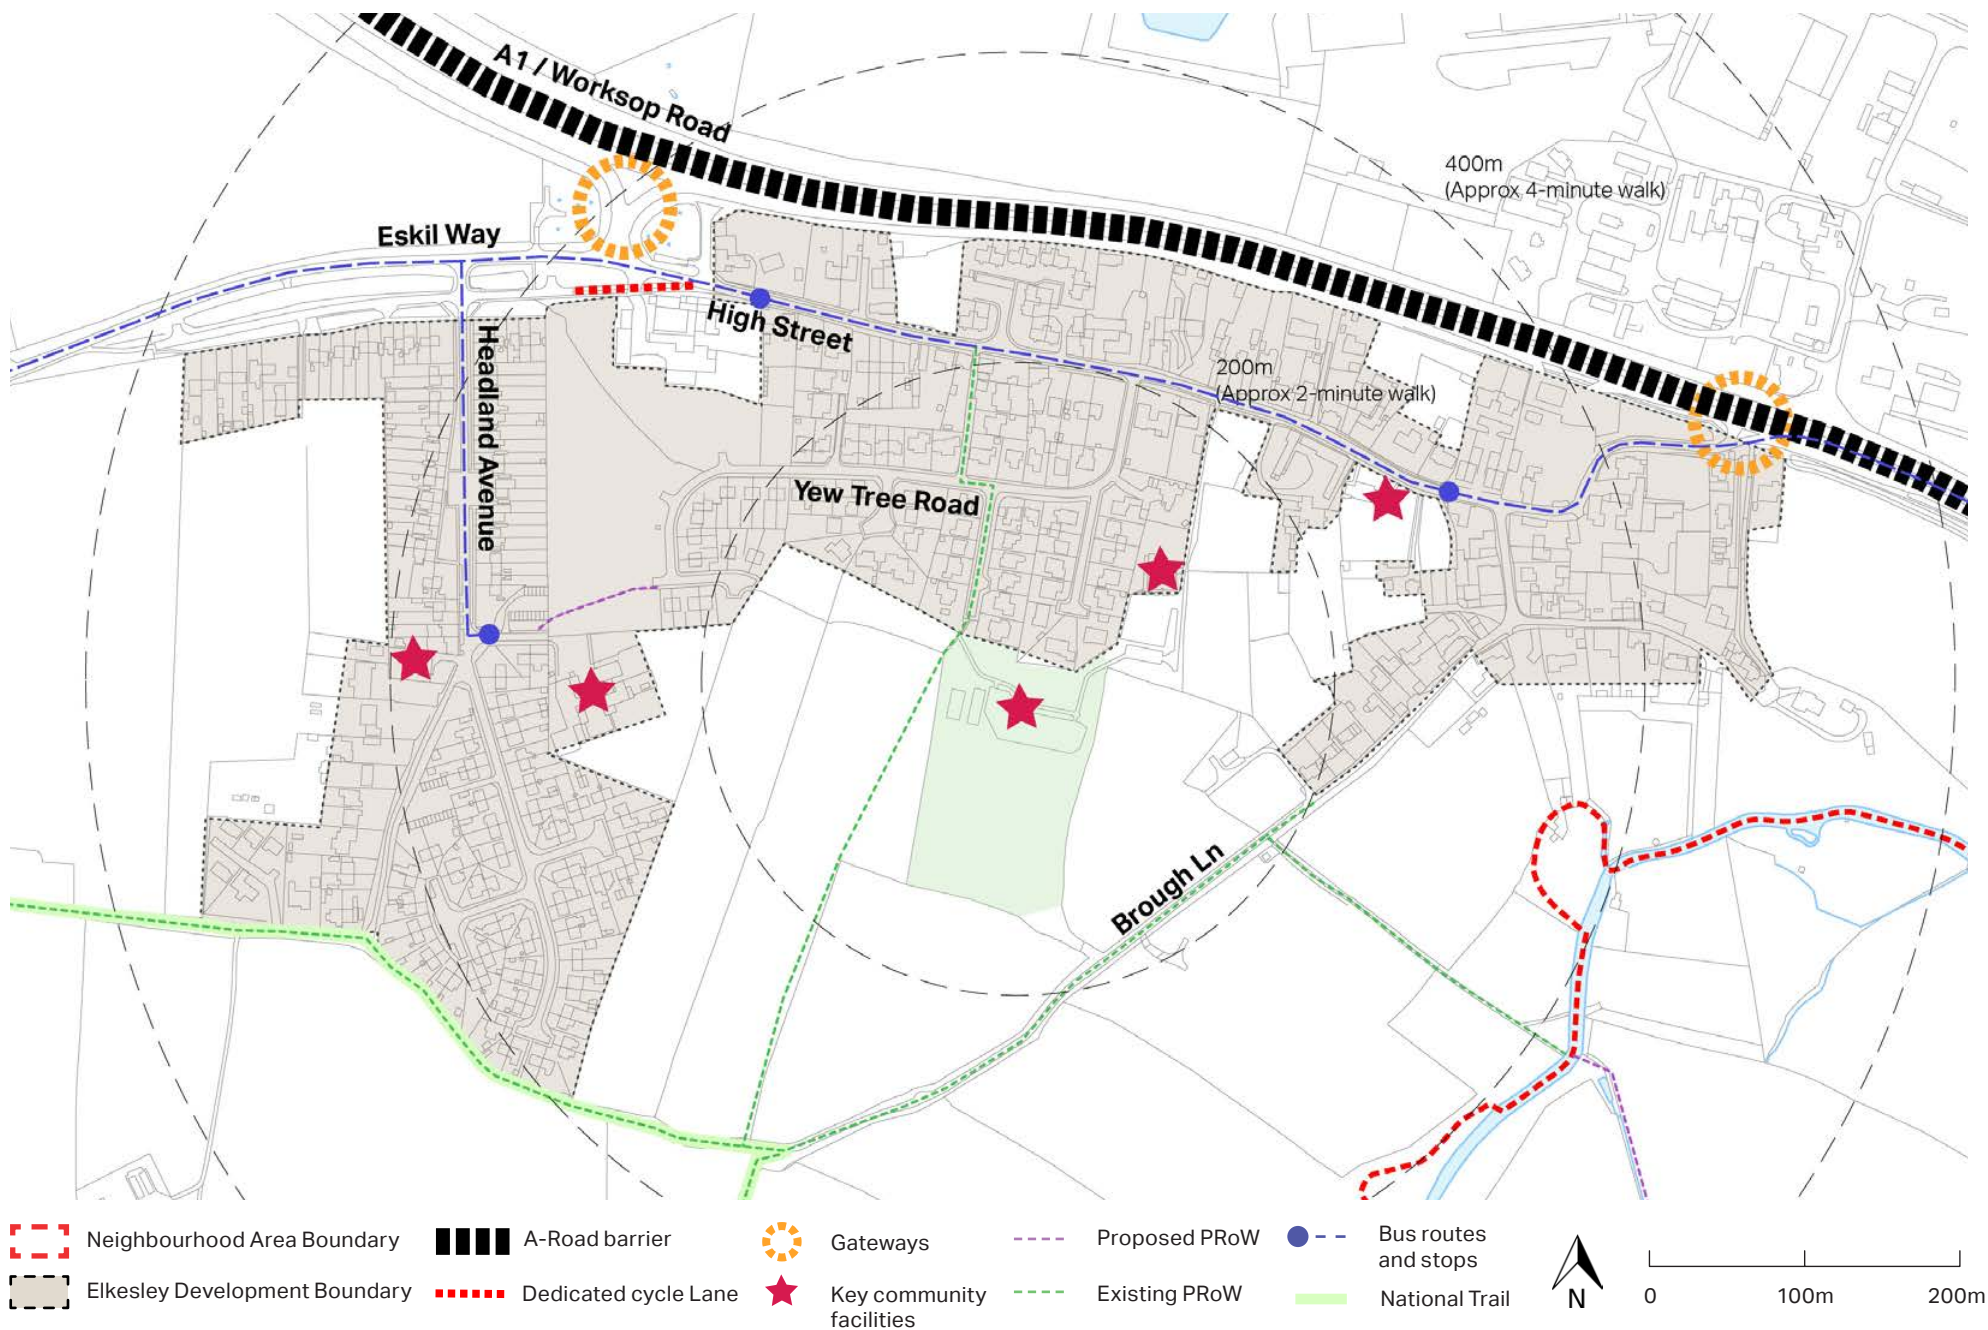 A1 / Worksop Road
400m
(Approx 4-minute walk)
Eskil Way
High Street
Headland Avenue
200m
(Approx 2-minute walk)
Yew Tree Road
Brough Ln
Neighbourhood Area Boundary
Elkesley Development Boundary
A-Road barrier
Dedicated cycle Lane
Gateways
Key community
facilities
Proposed PRoW
Existing PRoW
Bus routes
and stops
National Trail
N
0
100m
200m